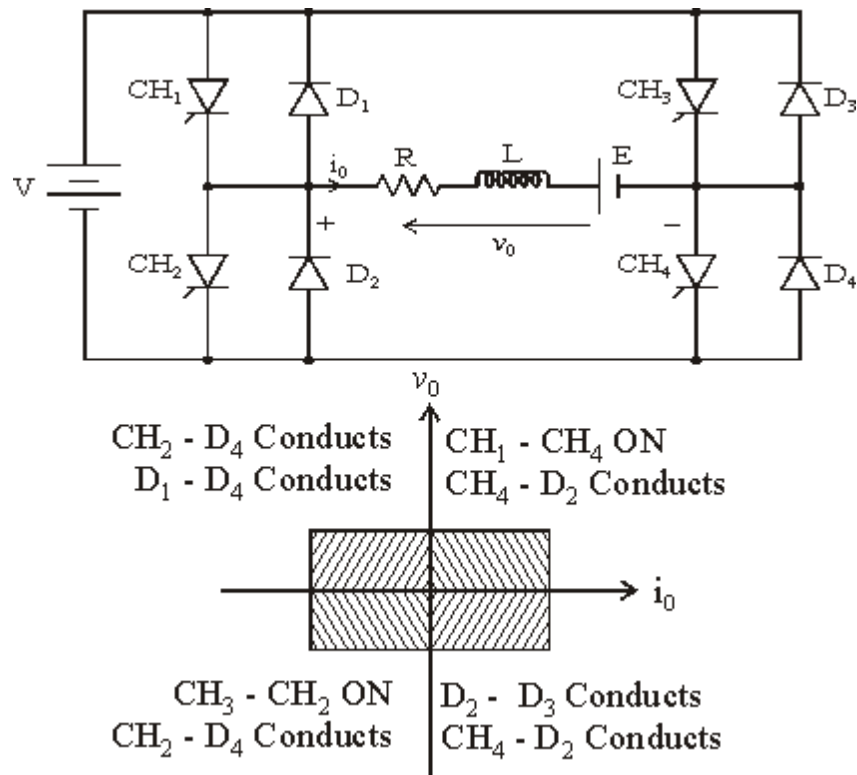 CH₁ D₁ CH₃ D₃
R L E
i₀
V
+ v₀ −
CH₂ D₂ CH₄ D₄
v₀
CH₂ - D₄ Conducts CH₁ - CH₄ ON
D₁ - D₄ Conducts CH₄ - D₂ Conducts
i₀
CH₃ - CH₂ ON D₂ - D₃ Conducts
CH₂ - D₄ Conducts CH₄ - D₂ Conducts